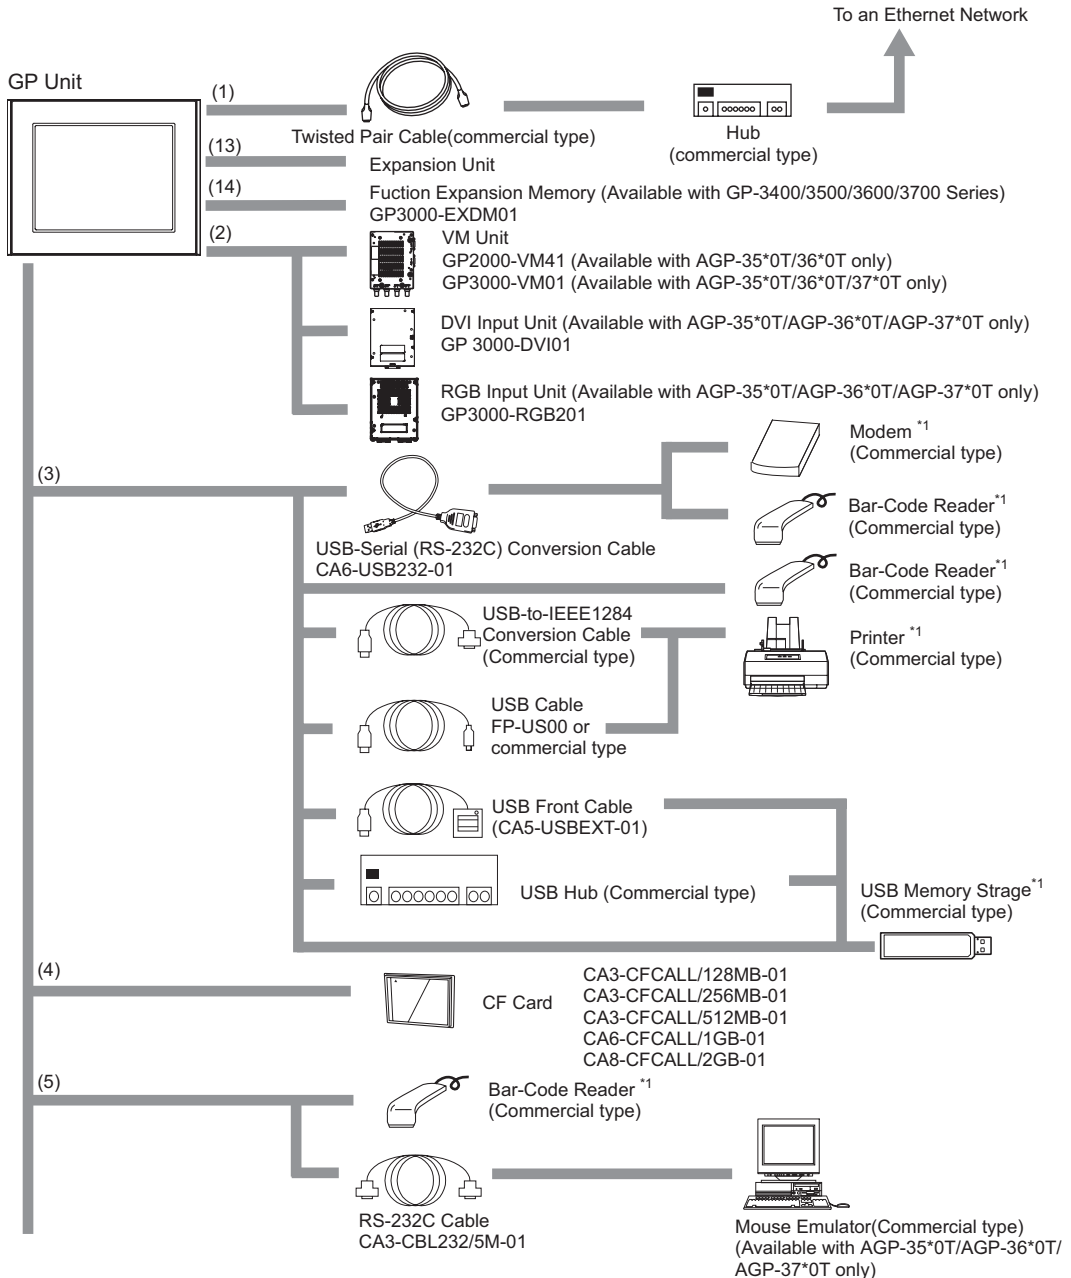 To an Ethernet Network
GP Unit
(1)
Twisted Pair Cable(commercial type)
Hub
(commercial type)
(13)
Expansion Unit
(14)
Fuction Expansion Memory (Available with GP-3400/3500/3600/3700 Series)
GP3000-EXDM01
(2)
VM Unit
GP2000-VM41 (Available with AGP-35*0T/36*0T only)
GP3000-VM01 (Available with AGP-35*0T/36*0T/37*0T only)
DVI Input Unit (Available with AGP-35*0T/AGP-36*0T/AGP-37*0T only)
GP 3000-DVI01
RGB Input Unit (Available with AGP-35*0T/AGP-36*0T/AGP-37*0T only)
GP3000-RGB201
(3)
USB-Serial (RS-232C) Conversion Cable
CA6-USB232-01
Modem *1
(Commercial type)
Bar-Code Reader*1
(Commercial type)
Bar-Code Reader*1
(Commercial type)
USB-to-IEEE1284
Conversion Cable
(Commercial type)
Printer *1
(Commercial type)
USB Cable
FP-US00 or
commercial type
USB Front Cable
(CA5-USBEXT-01)
USB Hub (Commercial type)
USB Memory Strage*1
(Commercial type)
(4)
CF Card
CA3-CFCALL/128MB-01
CA3-CFCALL/256MB-01
CA3-CFCALL/512MB-01
CA6-CFCALL/1GB-01
CA8-CFCALL/2GB-01
(5)
Bar-Code Reader *1
(Commercial type)
RS-232C Cable
CA3-CBL232/5M-01
Mouse Emulator(Commercial type)
(Available with AGP-35*0T/AGP-36*0T/
AGP-37*0T only)